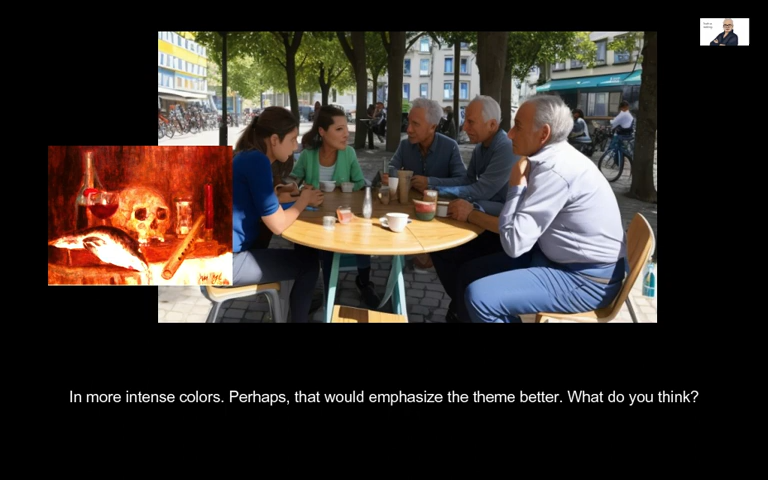 In more intense colors. Perhaps, that would emphasize the theme better. What do you think?